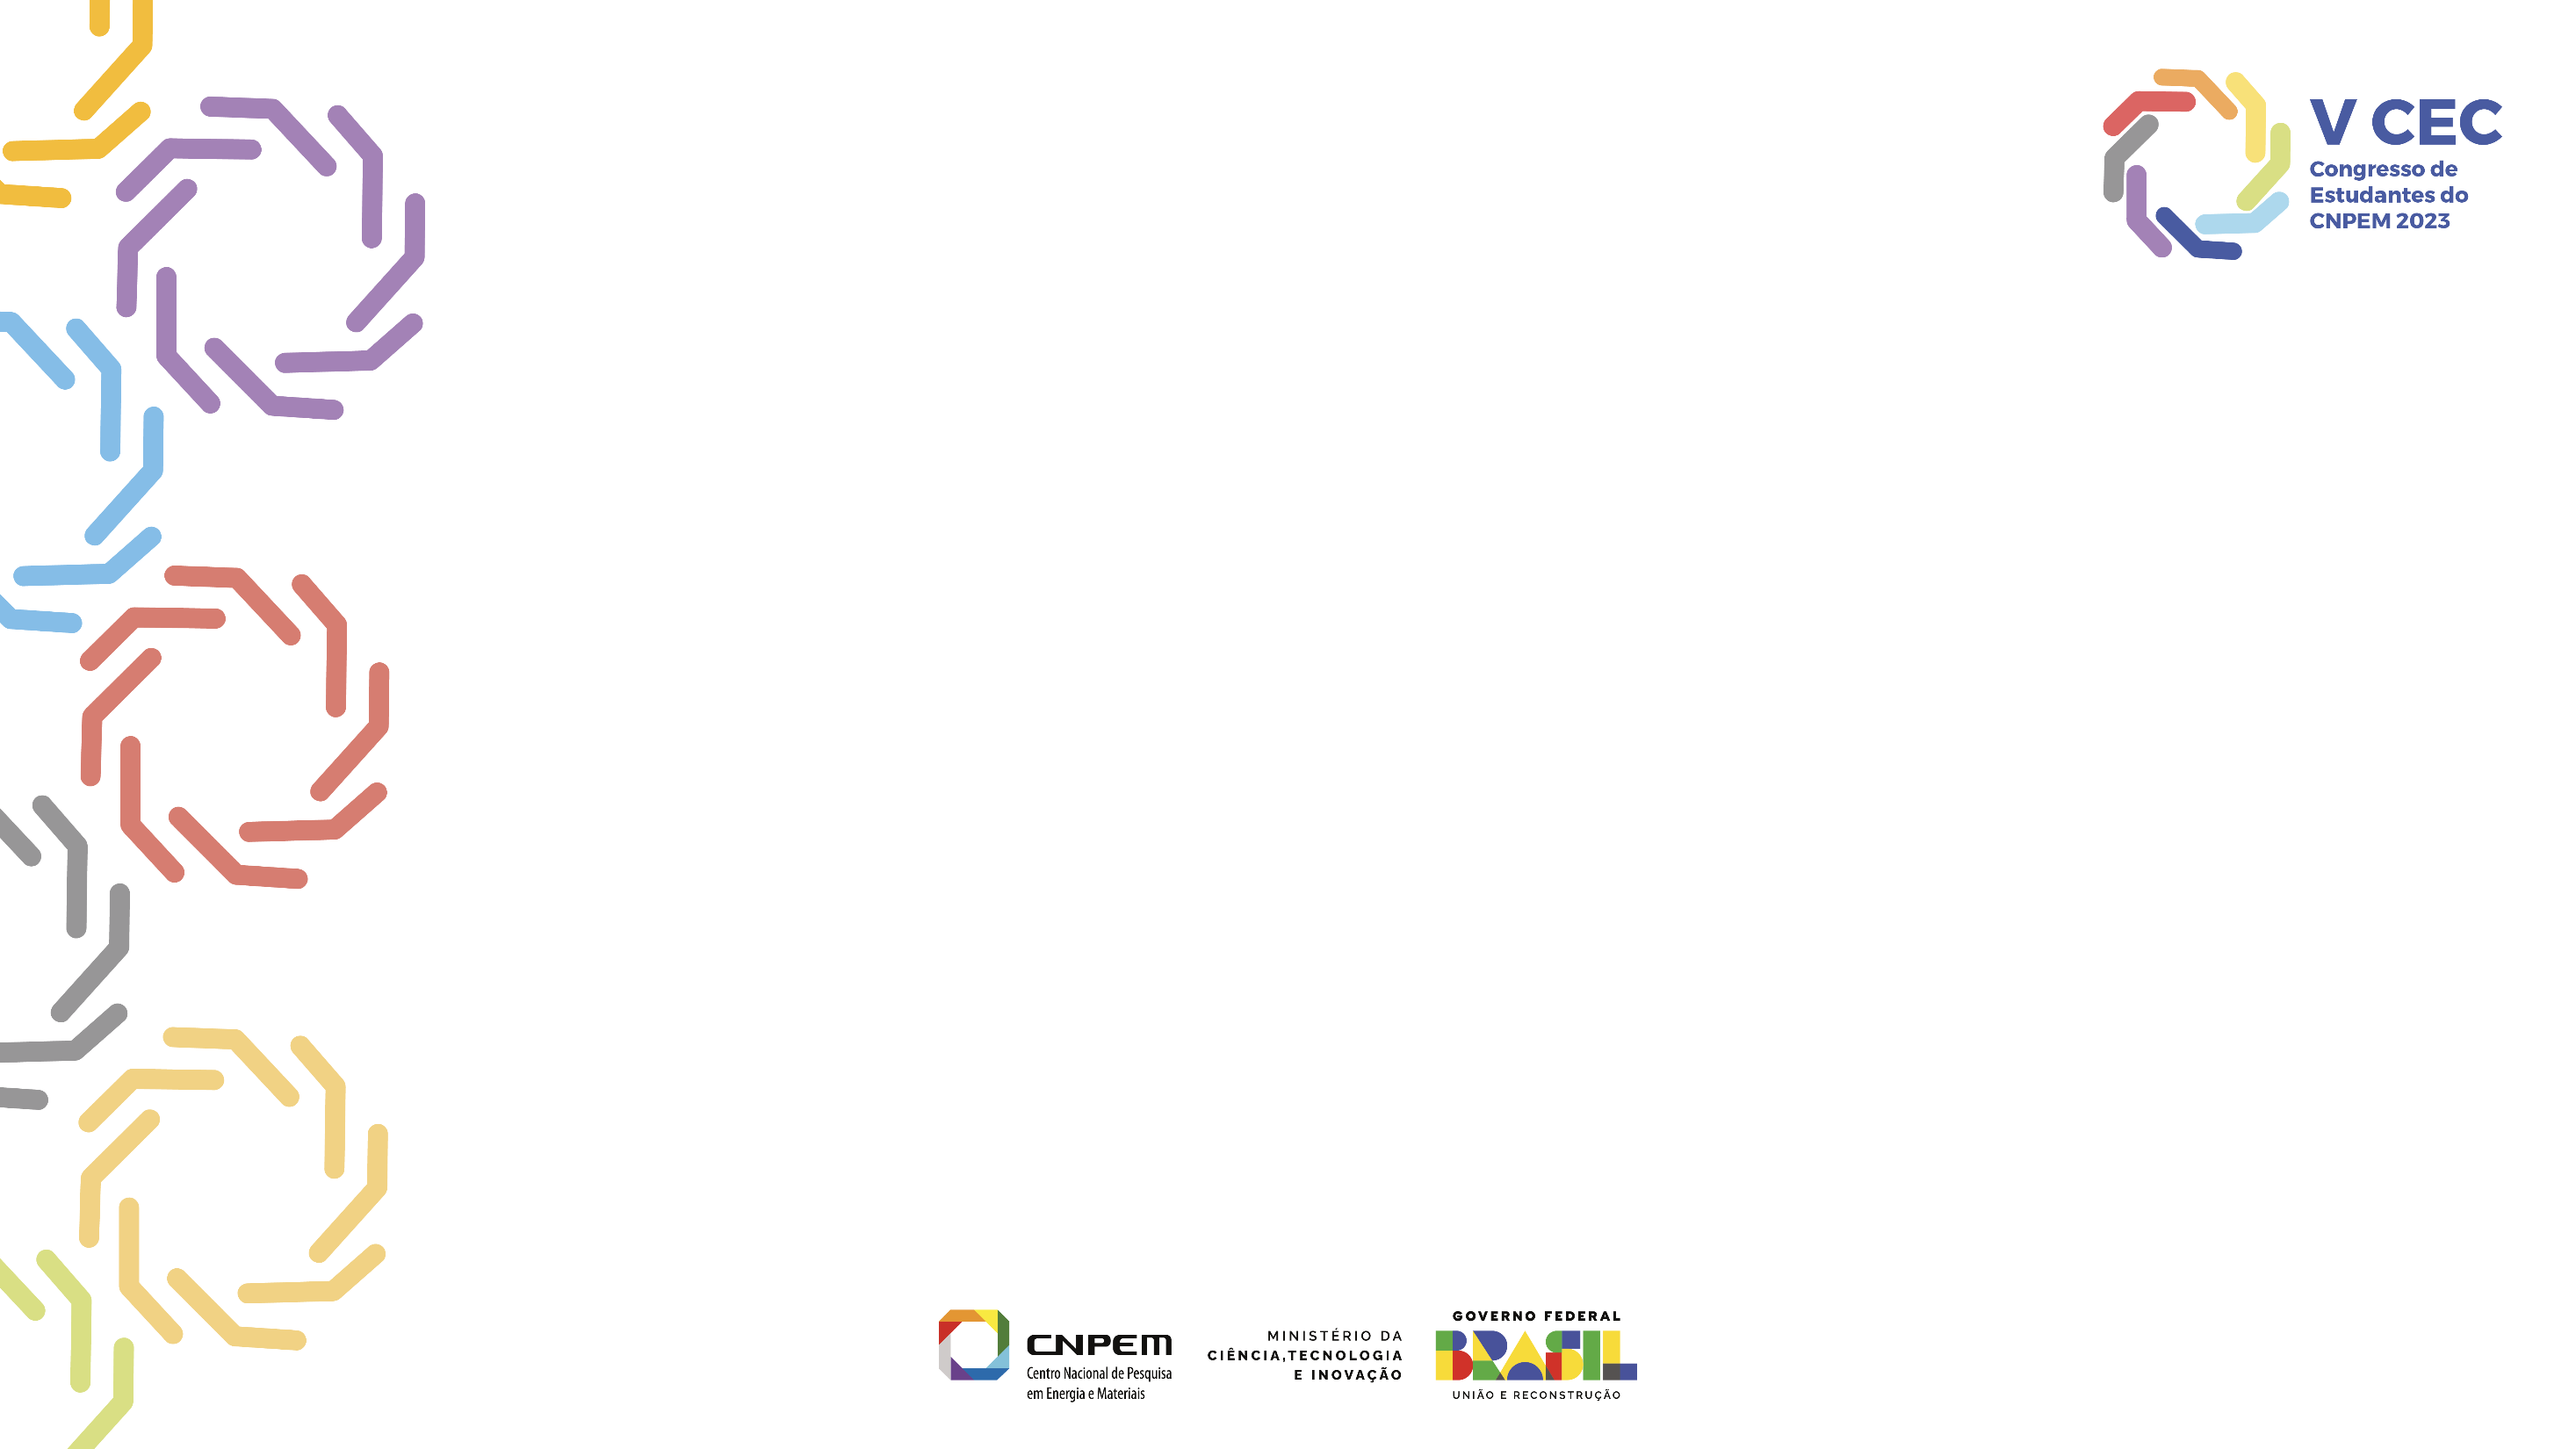 V CEC
Congresso de
Estudantes do
CNPEM 2023
CNPEM
Centro Nacional de Pesquisa
em Energia e Materiais
MINISTÉRIO DA
CIÊNCIA,TECNOLOGIA
E INOVAÇÃO
GOVERNO FEDERAL
BRASIL
UNIÃO E RECONSTRUÇÃO